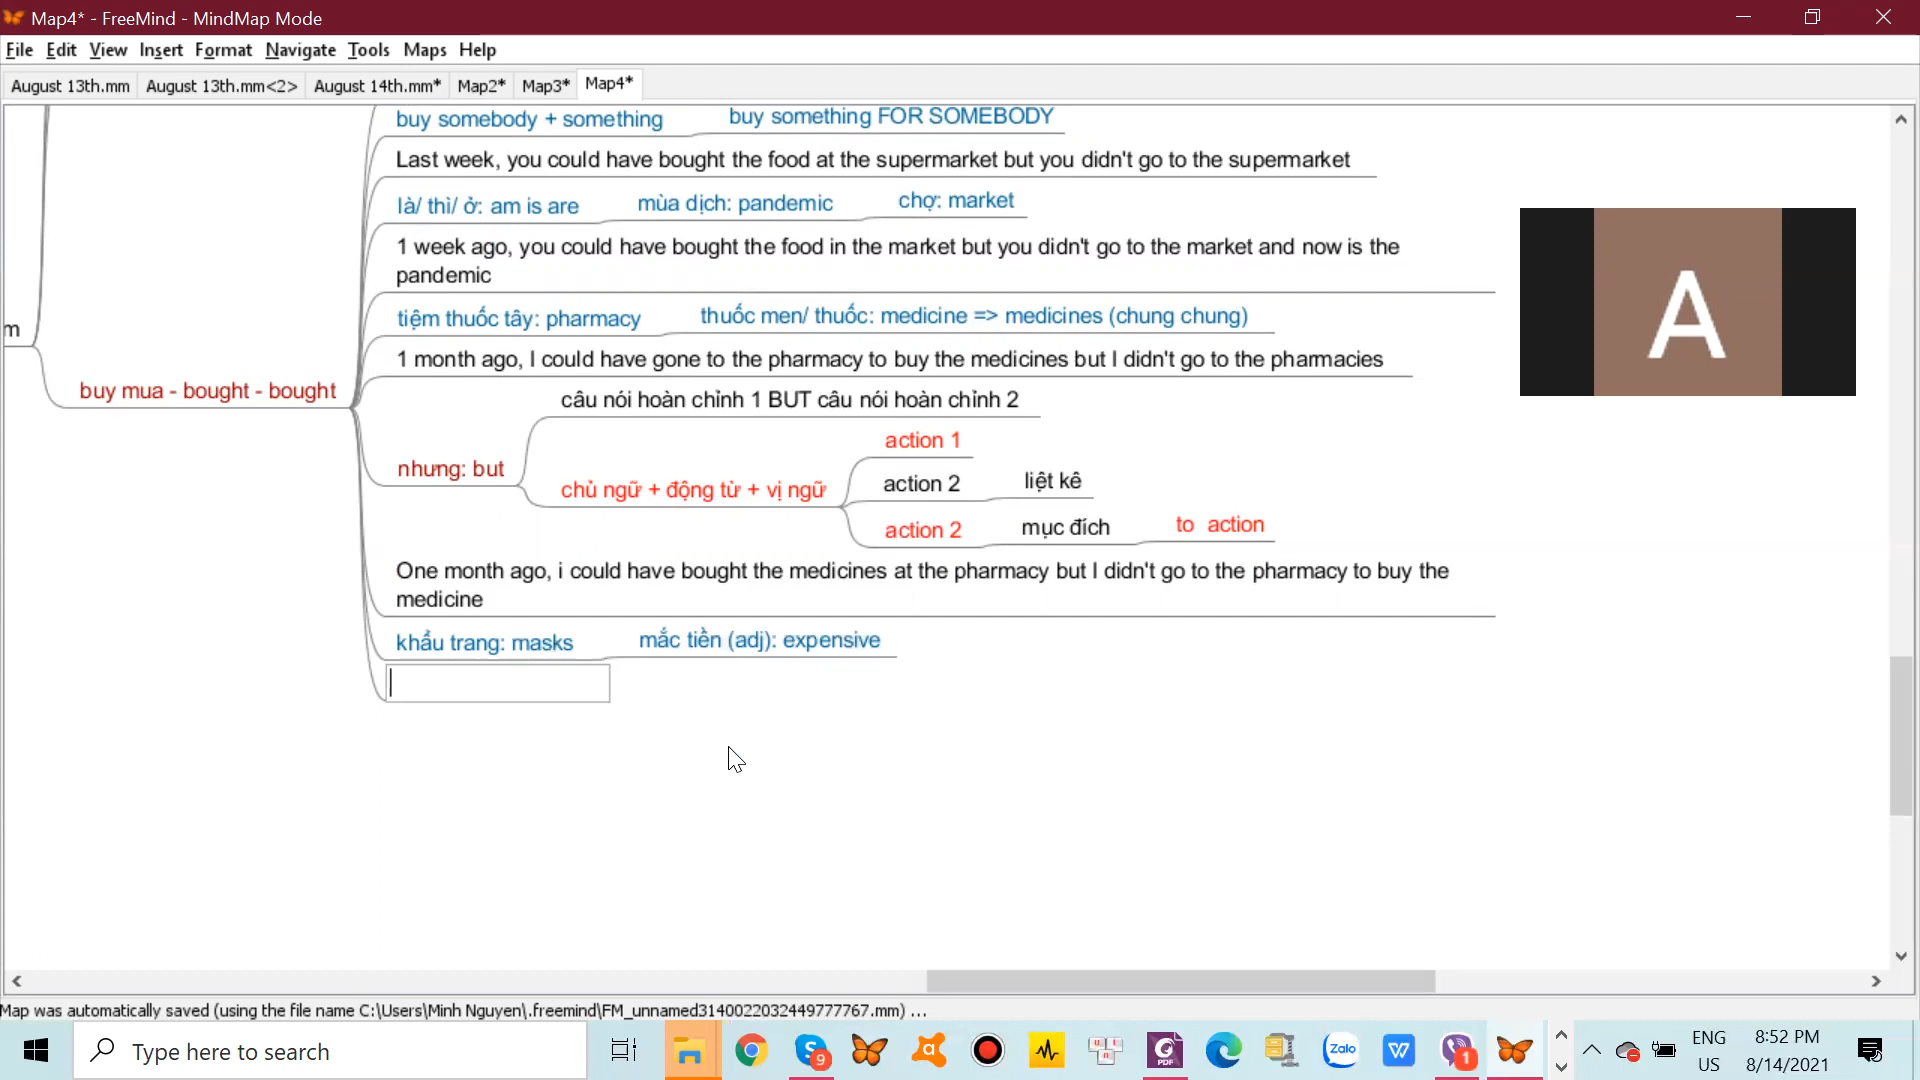 Map4* - FreeMind - MindMap Mode
File Edit View Insert Format Navigate Tools Maps Help
August 13th.mm August 13th.mm<2> August 14th.mm* Map2* Map3* Map4*
buy somebody + something buy something FOR SOMEBODY
Last week, you could have bought the food at the supermarket but you didn't go to the supermarket
là/ thì/ ở: am is are mùa dịch: pandemic chợ: market
1 week ago, you could have bought the food in the market but you didn't go to the market and now is the
pandemic
tiệm thuốc tây: pharmacy thuốc men/ thuốc: medicine => medicines (chung chung)
m
1 month ago, I could have gone to the pharmacy to buy the medicines but I didn't go to the pharmacies
buy mua - bought - bought
câu nói hoàn chỉnh 1 BUT câu nói hoàn chỉnh 2
nhưng: but
chủ ngữ + động từ + vị ngữ
action 1
action 2 liệt kê
action 2 mục đích to action
One month ago, i could have bought the medicines at the pharmacy but I didn't go to the pharmacy to buy the
medicine
khẩu trang: masks mắc tiền (adj): expensive
A
Map was automatically saved (using the file name C:\Users\Minh Nguyen\.freemind\FM_unnamed3140022032449777767.mm) ...
Type here to search
9
a
PDF
Zalo
W
1
ENG
US
8:52 PM
8/14/2021